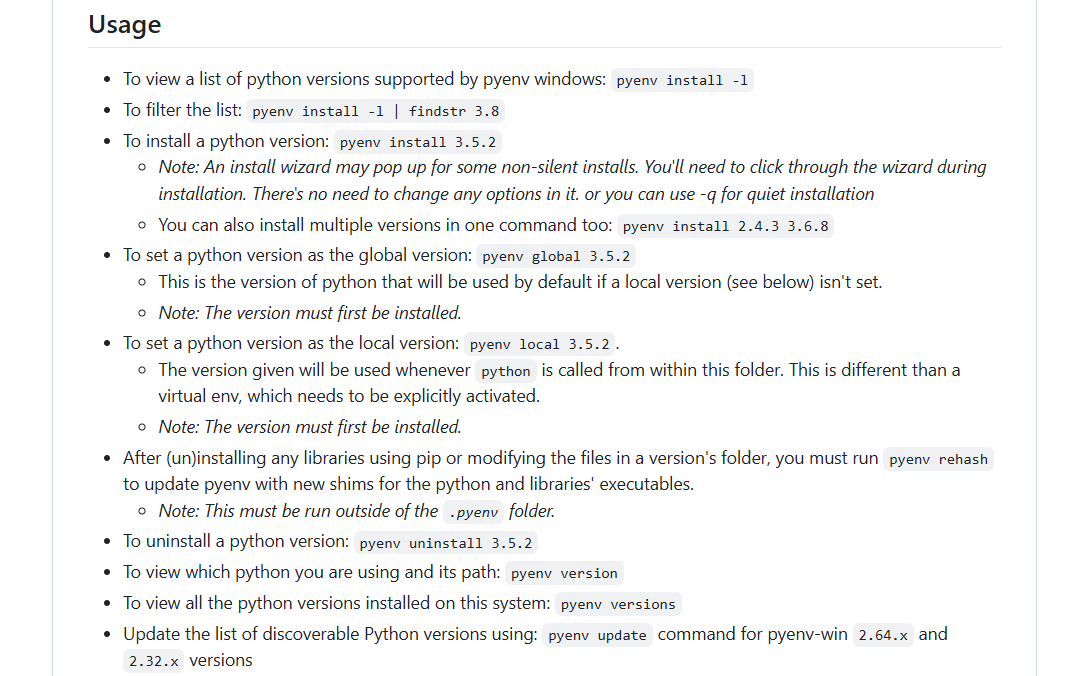 Usage
To view a list of python versions supported by pyenv windows: pyenv install -l
To filter the list: pyenv install -l | findstr 3.8
To install a python version: pyenv install 3.5.2
Note: An install wizard may pop up for some non-silent installs. You'll need to click through the wizard during
installation. There's no need to change any options in it. or you can use -q for quiet installation
You can also install multiple versions in one command too: pyenv install 2.4.3 3.6.8
To set a python version as the global version: pyenv global 3.5.2
This is the version of python that will be used by default if a local version (see below) isn't set.
Note: The version must first be installed.
To set a python version as the local version: pyenv local 3.5.2.
The version given will be used whenever python is called from within this folder. This is different than a
virtual env, which needs to be explicitly activated.
Note: The version must first be installed.
After (un)installing any libraries using pip or modifying the files in a version's folder, you must run pyenv rehash
to update pyenv with new shims for the python and libraries' executables.
Note: This must be run outside of the .pyenv folder.
To uninstall a python version: pyenv uninstall 3.5.2
To view which python you are using and its path: pyenv version
To view all the python versions installed on this system: pyenv versions
Update the list of discoverable Python versions using: pyenv update command for pyenv-win 2.64.x and
2.32.x versions